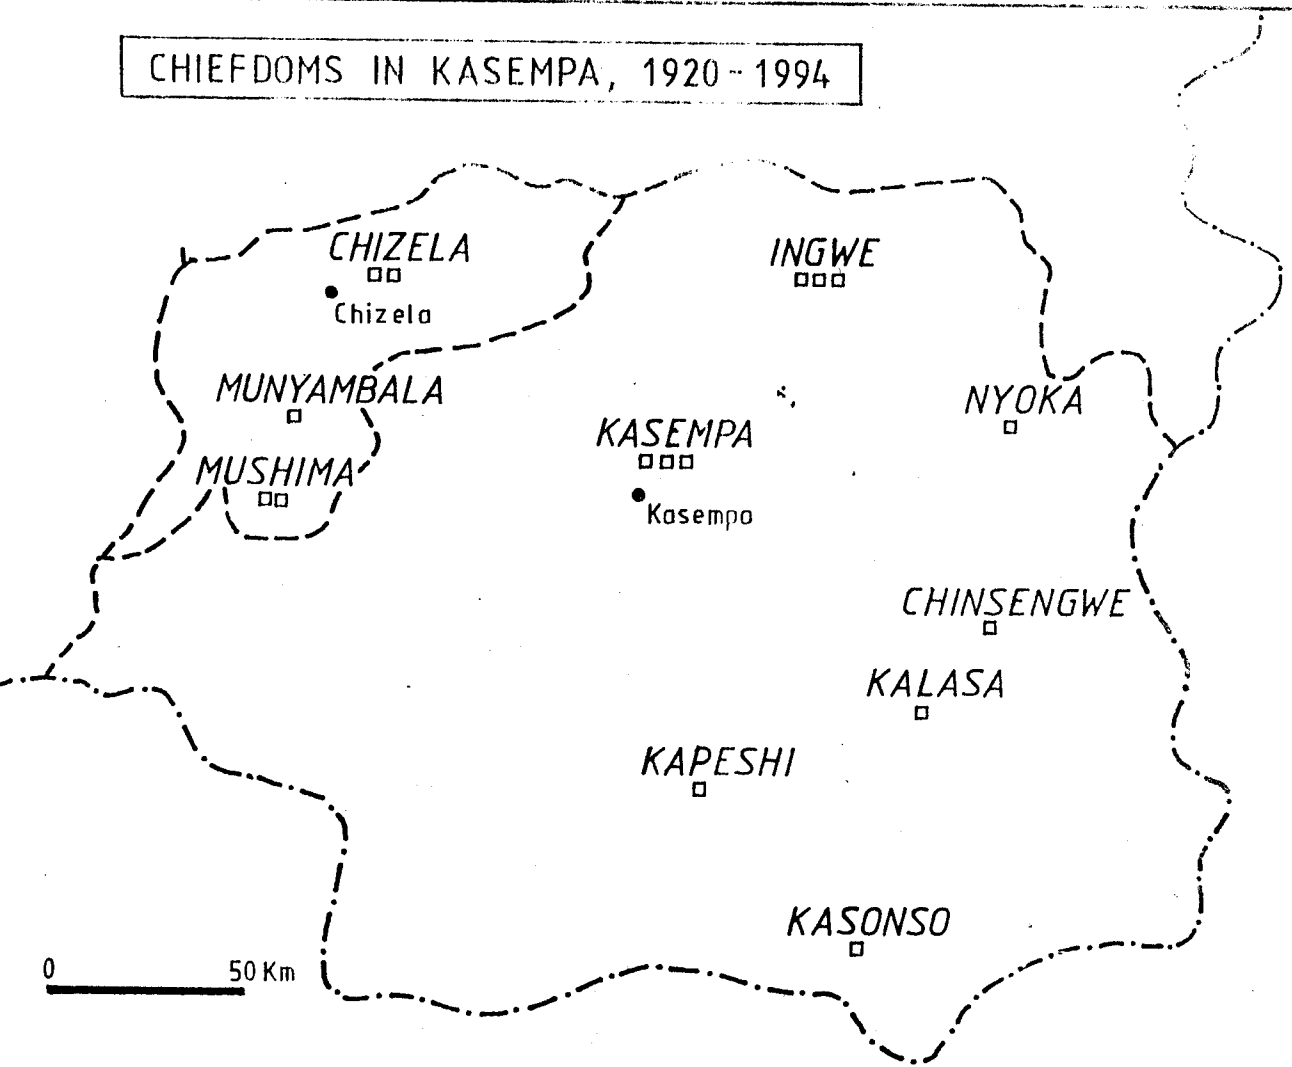 CHIEFDOMS IN KASEMPA, 1920-1994
CHIZELA
Chizela
INGWE
MUNYAMBALA
NYOKA
KASEMPA
Kasempa
MUSHIMA
CHINSENGWE
KALASA
KAPESHI
KASONSO
0 50 Km